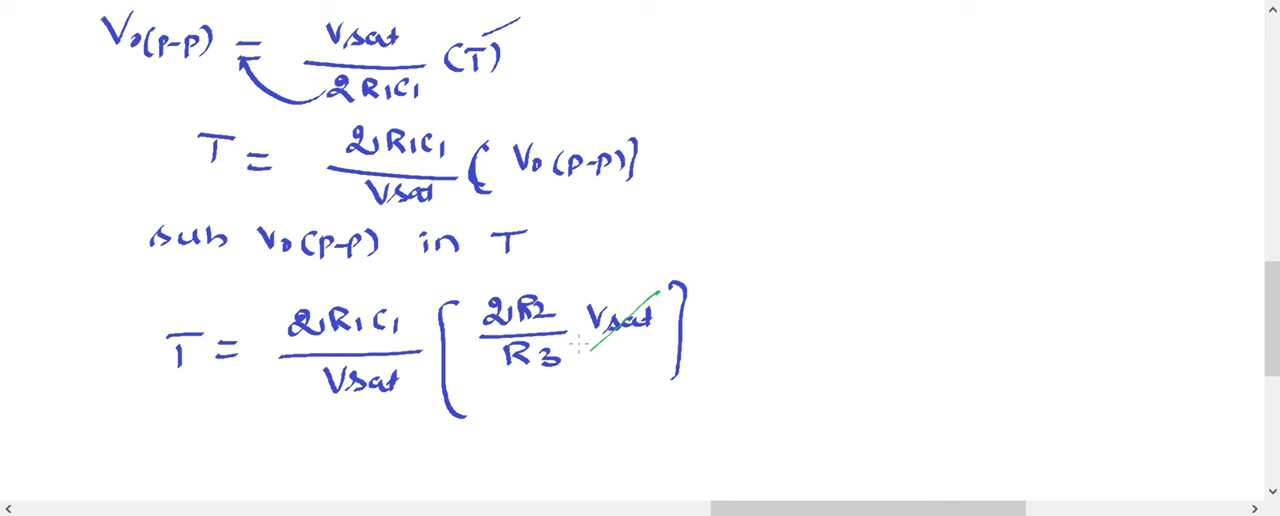 Vo(p-p) = Vsat / 2R1C1 (T)
T = 2R1C1 / Vsat ( Vo(p-p) ]
sub Vo(p-p) in T
T = 2R1C1 / Vsat [ 2R2 / R3 Vsat ]